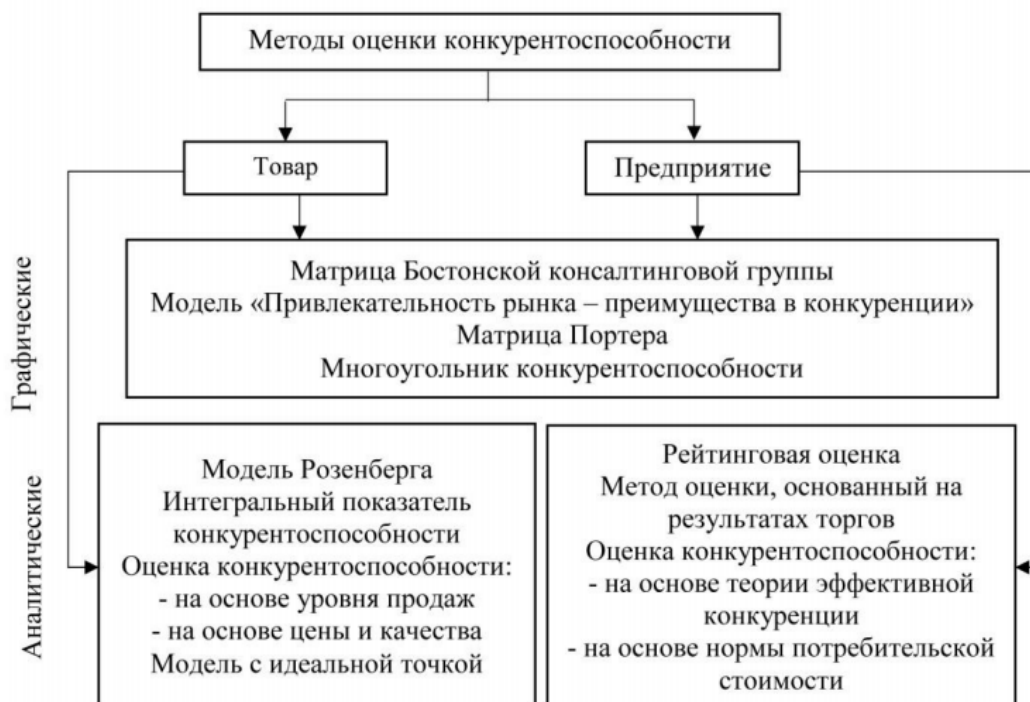 Методы оценки конкурентоспособности
Товар
Предприятие
Графические
Матрица Бостонской консалтинговой группы
Модель «Привлекательность рынка – преимущества в конкуренции»
Матрица Портера
Многоугольник конкурентоспособности
Аналитические
Модель Розенберга
Интегральный показатель
конкурентоспособности
Оценка конкурентоспособности:
- на основе уровня продаж
- на основе цены и качества
Модель с идеальной точкой
Рейтинговая оценка
Метод оценки, основанный на
результатах торгов
Оценка конкурентоспособности:
- на основе теории эффективной
конкуренции
- на основе нормы потребительской
стоимости